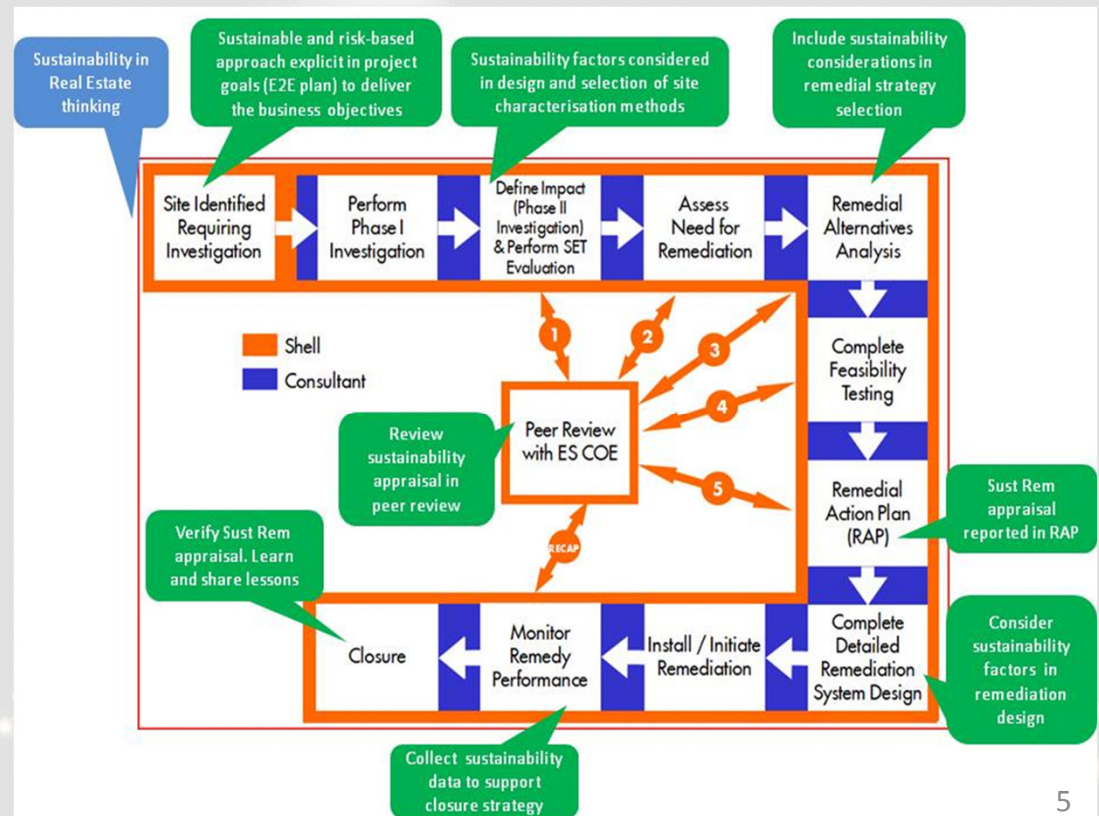 Sustainability in
Real Estate
thinking
Sustainable and risk-based
approach explicit in project
goals (E2E plan) to deliver
the business objectives
Sustainability factors considered
in design and selection of site
characterisation methods
Include sustainability
considerations in
remedial strategy
selection
Site Identified
Requiring
Investigation
Perform
Phase I
Investigation
Define Impact
(Phase II
Investigation)
& Perform SET
Evaluation
Assess
Need for
Remediation
Remedial
Alternatives
Analysis
Shell
Consultant
1
2
3
4
5
RECAP
Peer Review
with ES COE
Review
sustainability
appraisal in
peer review
Complete
Feasibility
Testing
Remedial
Action Plan
(RAP)
Sust Rem
appraisal
reported in RAP
Verify Sust Rem
appraisal. Learn
and share lessons
Closure
Monitor
Remedy
Performance
Install / Initiate
Remediation
Complete
Detailed
Remediation
System Design
Consider
sustainability
factors in
remediation
design
Collect sustainability
data to support
closure strategy
5